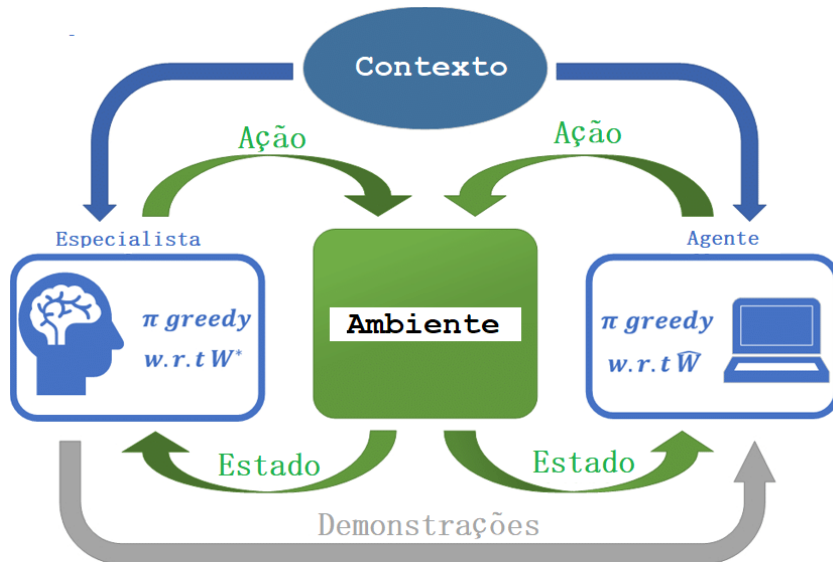 Contexto
Ação
Ação
Especialista
Agente
π greedy
w.r.t W*
Ambiente
π greedy
w.r.t Ŵ
Estado
Estado
Demonstrações